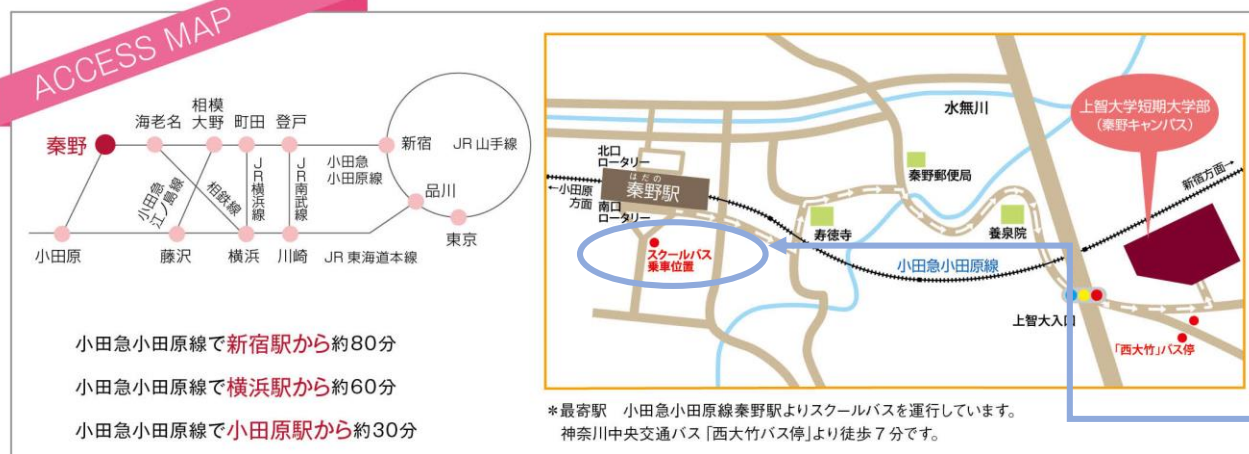 ACCESS MAP
秦野
海老名
相模
大野
町田
登戸
新宿
JR山手線
小田急
小田原線
小田急
江ノ島線
相鉄線
JR横浜線
JR南武線
品川
東京
小田原
藤沢
横浜
川崎
JR東海道本線
小田急小田原線で新宿駅から約80分
小田急小田原線で横浜駅から約60分
小田急小田原線で小田原駅から約30分
水無川
上智大学短期大学部
(秦野キャンパス)
北口
ロータリー
はだの
秦野駅
←小田原
方面
南口
ロータリー
秦野郵便局
新宿方面→
スクールバス
乗車位置
寿徳寺
養泉院
小田急小田原線
上智大入口
「西大竹」バス停
*最寄駅 小田急小田原線秦野駅よりスクールバスを運行しています。
神奈川中央交通バス「西大竹バス停」より徒歩7分です。